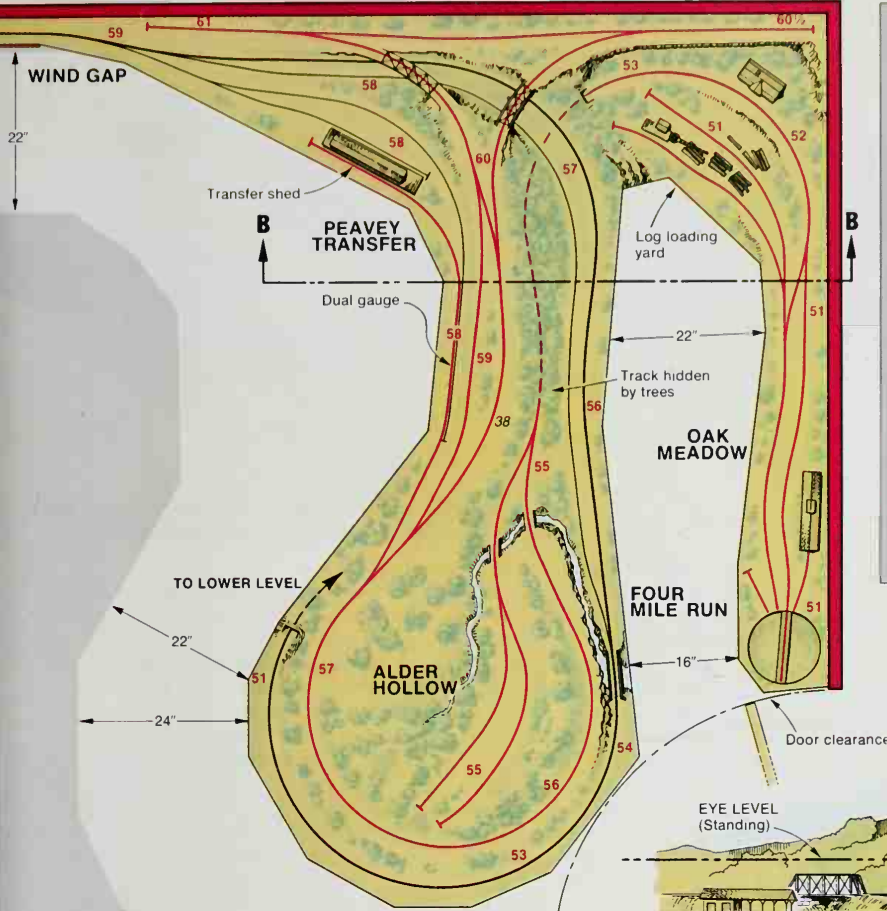 59
61
60½
WIND GAP
58
53
22"
51
52
58
60
57
Transfer shed
PEAVEY
TRANSFER
B
B
Log loading
yard
Dual gauge
58
51
22"
59
Track hidden
by trees
56
38
OAK
MEADOW
55
TO LOWER LEVEL
FOUR
MILE RUN
51
22"
51
57
ALDER
HOLLOW
16"
24"
54
Door clearance
55
56
EYE LEVEL
(Standing)
53